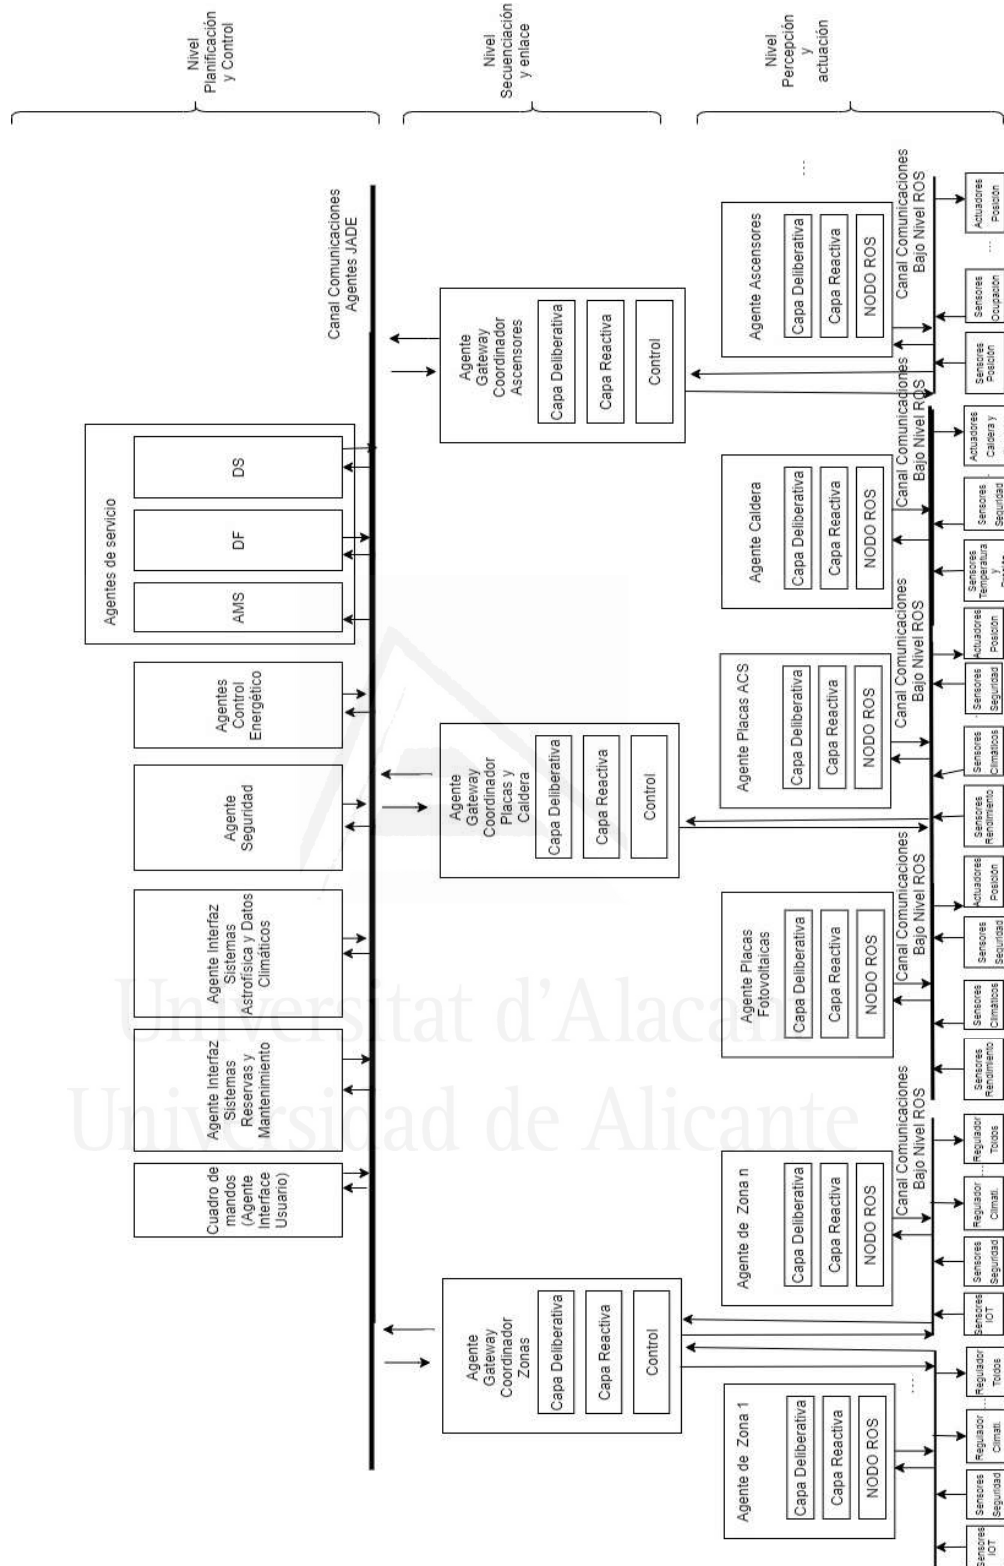 Nivel
Planificación
y Control
Nivel
Secuenciación
y enlace
Nivel
Percepción
y
actuación
Cuadro de
mandos
(Agente
Interface
Usuario)
Agente Interfaz
Sistemas
Reservas y
Mantenimiento
Agente Interfaz
Sistemas
Astrofísica y Datos
Climáticos
Agente
Seguridad
Agentes
Control
Energético
Agentes de servicio
AMS
DF
DS
Canal Comunicaciones
Agentes JADE
Agente
Gateway
Coordinador
Zonas
Capa Deliberativa
Capa Reactiva
Control
Agente
Gateway
Coordinador
Placas y
Caldera
Capa Deliberativa
Capa Reactiva
Control
Agente
Gateway
Coordinador
Ascensores
Capa Deliberativa
Capa Reactiva
Control
Agente de Zona 1
Capa Deliberativa
Capa Reactiva
NODO ROS
...
Agente de Zona n
Capa Deliberativa
Capa Reactiva
NODO ROS
Canal Comunicaciones
Bajo Nivel ROS
Agente Placas
Fotovoltaicas
Capa Deliberativa
Capa Reactiva
NODO ROS
Canal Comunicaciones
Bajo Nivel ROS
Agente Placas ACS
Capa Deliberativa
Capa Reactiva
NODO ROS
Canal Comunicaciones
Bajo Nivel ROS
Agente Caldera
Capa Deliberativa
Capa Reactiva
NODO ROS
Canal Comunicaciones
Bajo Nivel ROS
Agente Ascensores
Capa Deliberativa
Capa Reactiva
NODO ROS
Canal Comunicaciones
Bajo Nivel ROS
...
Sensores
IOT
Sensores
Seguridad
Regulador
Climati.
...
Regulador
Toldos
Sensores
IOT
Sensores
Seguridad
Regulador
Climati.
...
Regulador
Toldos
Sensores
Rendimiento
Sensores
Climáticos
Sensores
Seguridad
Actuadores
Posición
Sensores
Rendimiento
Sensores
Climáticos
Sensores
Seguridad
Actuadores
Posición
Sensores
Temperatura
y
Sensores
Seguridad
Actuadores
Caldera y
Sensores
Posición
Sensores
Ocupación
...
Actuadores
Posición
Universitat d'Alacant
Universidad de Alicante